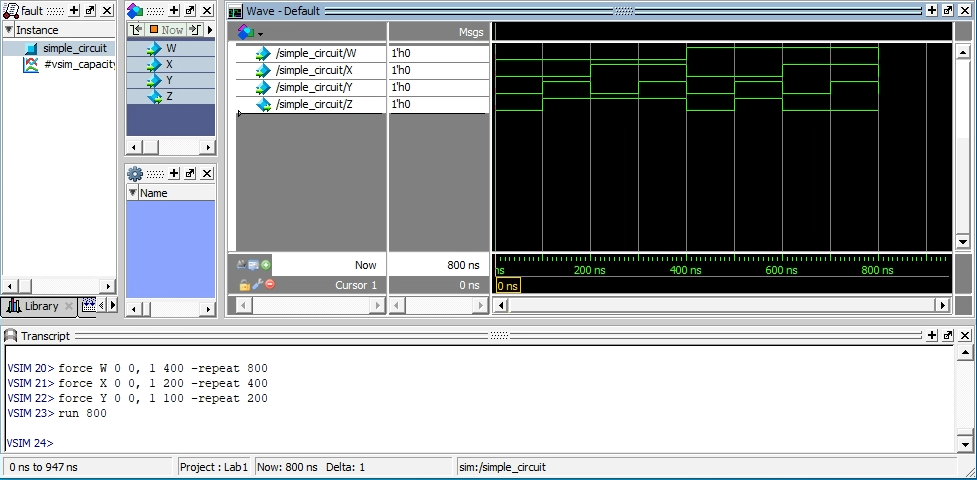 fault
Instance
simple_circuit
#vsim_capacity
Library
Now
W
X
Y
Z
Name
Wave - Default
Msgs
/simple_circuit/W 1'h0
/simple_circuit/X 1'h0
/simple_circuit/Y 1'h0
/simple_circuit/Z 1'h0
Now 800 ns
Cursor 1 0 ns
ns 200 ns 400 ns 600 ns 800 ns
0 ns
Transcript
VSIM 20> force W 0 0, 1 400 -repeat 800
VSIM 21> force X 0 0, 1 200 -repeat 400
VSIM 22> force Y 0 0, 1 100 -repeat 200
VSIM 23> run 800
VSIM 24>
0 ns to 947 ns Project : Lab1 Now: 800 ns Delta: 1 sim:/simple_circuit